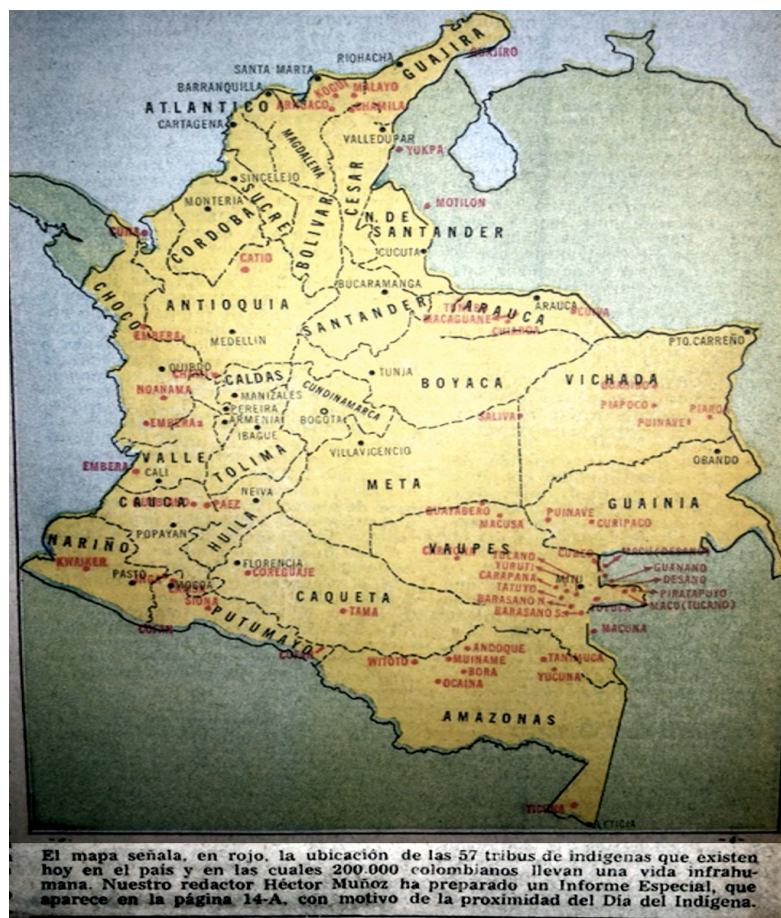 RIOHACHA
GUAJIRA
GUAJIRO
SANTA MARTA
BARRANQUILLA
KOGUI
MALAYO
ATLANTICO
CHAMILA
CARTAGENA
MAGDALENA
VALLEDUPAR
YUKPA
CESAR
SINCELEJO
MONTERIA
MOTILON
SUCRE
CORDOBA
BOLIVAR
N. DE
SANTANDER
CUNA
CUCUTA
CATIO
CHOCO
BUCARAMANGA
ANTIOQUIA
SANTANDER
ARAUCA
ARAUCA
MACAGUANE
EMBERA
MEDELLIN
PTO. CARREÑO
QUIBDO
TUNJA
CALDAS
BOYACA
VICHADA
NOANAMA
MANIZALES
CUNDINAMARCA
PIAPOCO
PEREIRA
BOGOTA
SALIVA
EMBERA
ARMENIA
PUINAVE
IBAGUE
VILLAVICENCIO
VALLE
OBANDO
EMBERA
CALI
TOLIMA
META
NEIVA
CAUCA
PAEZ
GUAINIA
GUAYABERO
PUINAVE
MACUSA
CURIPACO
POPAYAN
HUILA
NARIÑO
VAUPES
KWAIKER
FLORENCIA
YURUTI
GUANANO
PASTO
MOCOA
COREGUAJE
CARAPANA
MITU
DESANO
TATUYO
PIRATAPUYO
SIONA
CAQUETA
BARASANO N.
MACU (TUCANO)
TAMA
BARASANO S.
PUTUMAYO
MACUNA
COFAN
ANDOQUE
WITOTO
MUINAME
TANIMUCA
BORA
YUCUNA
OCAINA
AMAZONAS
LETICIA
El mapa señala, en rojo, la ubicación de las 57 tribus de indígenas que existen
hoy en el país y en las cuales 200.000 colombianos llevan una vida infrahu-
mana. Nuestro redactor Héctor Muñoz ha preparado un Informe Especial, que
aparece en la página 14-A, con motivo de la proximidad del Día del Indígena.